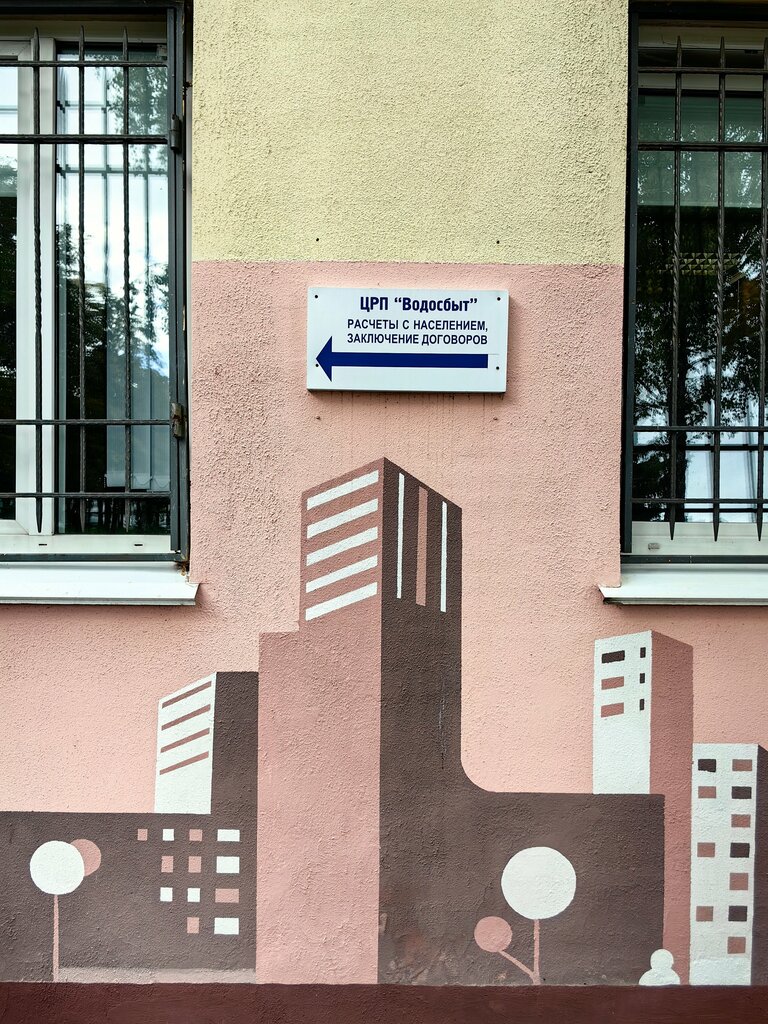 ЦРП “Водосбыт”
РАСЧЕТЫ С НАСЕЛЕНИЕМ,
ЗАКЛЮЧЕНИЕ ДОГОВОРОВ